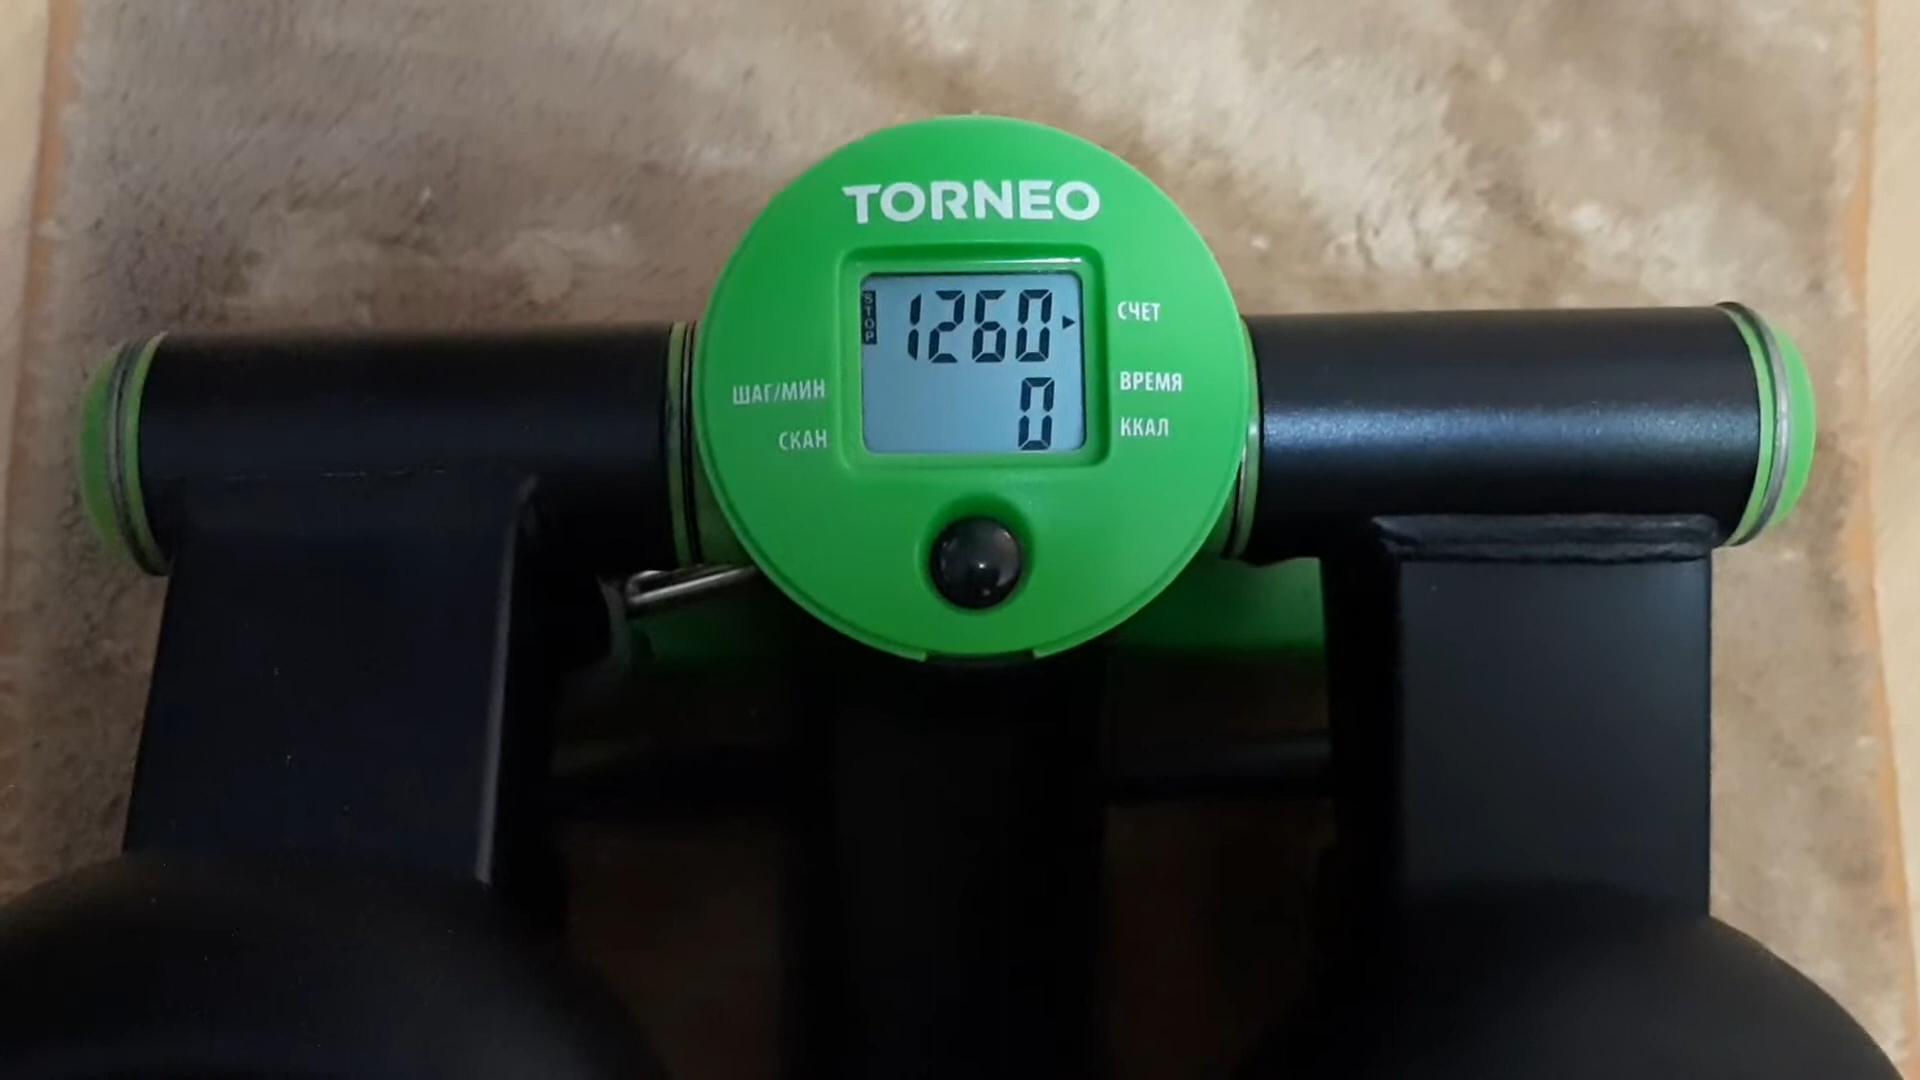 TORNEO
STOP
1260
СЧЕТ
ШАГ/МИН
0
ВРЕМЯ
СКАН
ККАЛ